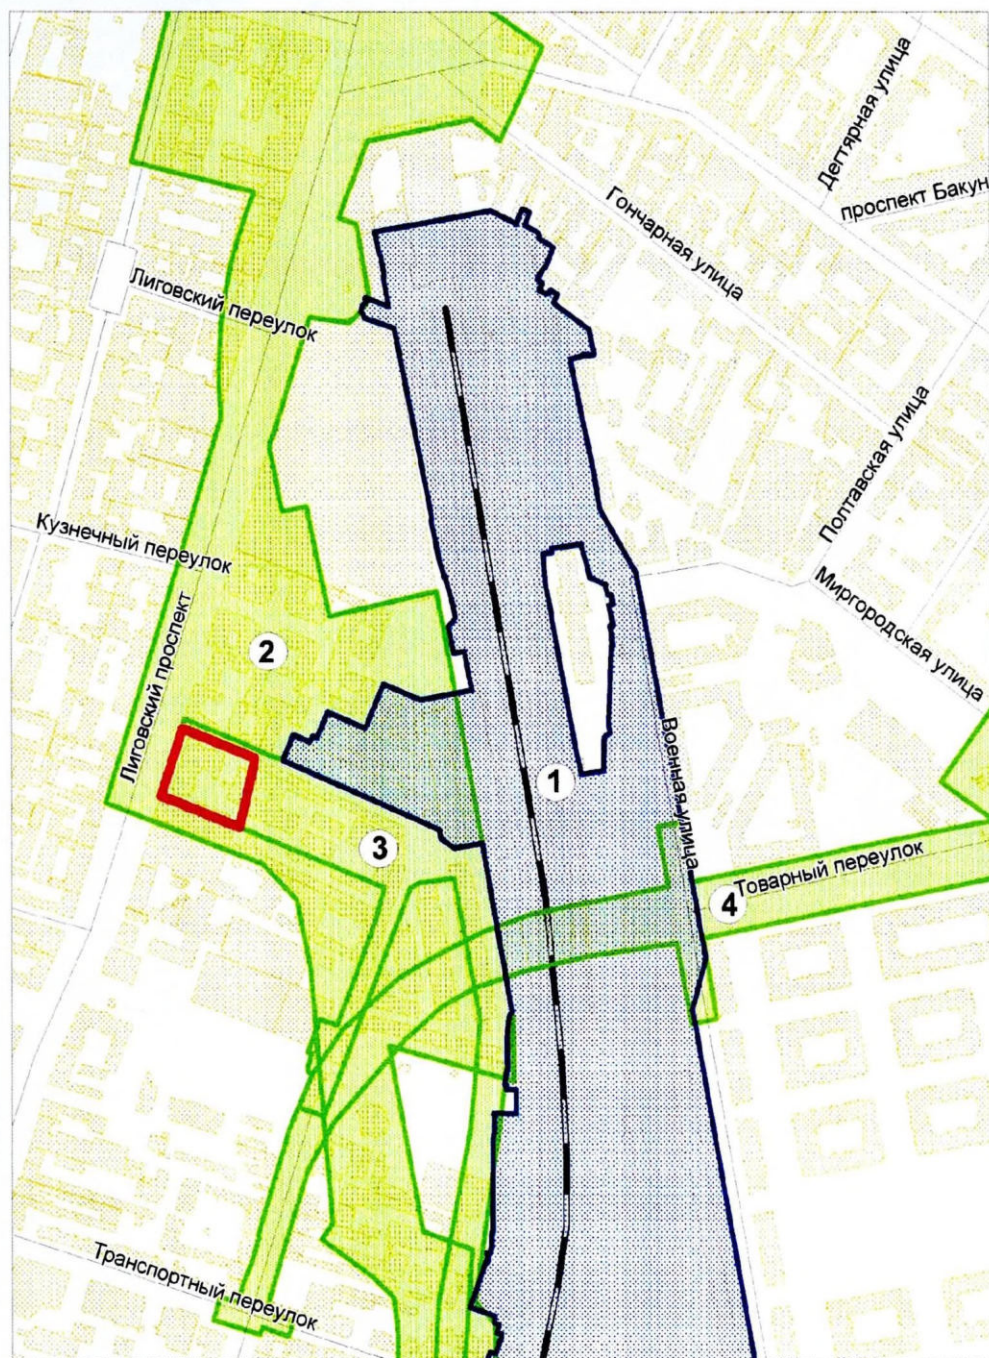 Дегтярная улица
проспект Бакун
Гончарная улица
Лиговский переулок
Полтавская улица
Кузнечный переулок
Миргородская улица
Лиговский проспект
2
Военная улица
1
3
Товарный переулок
4
Транспортный переулок